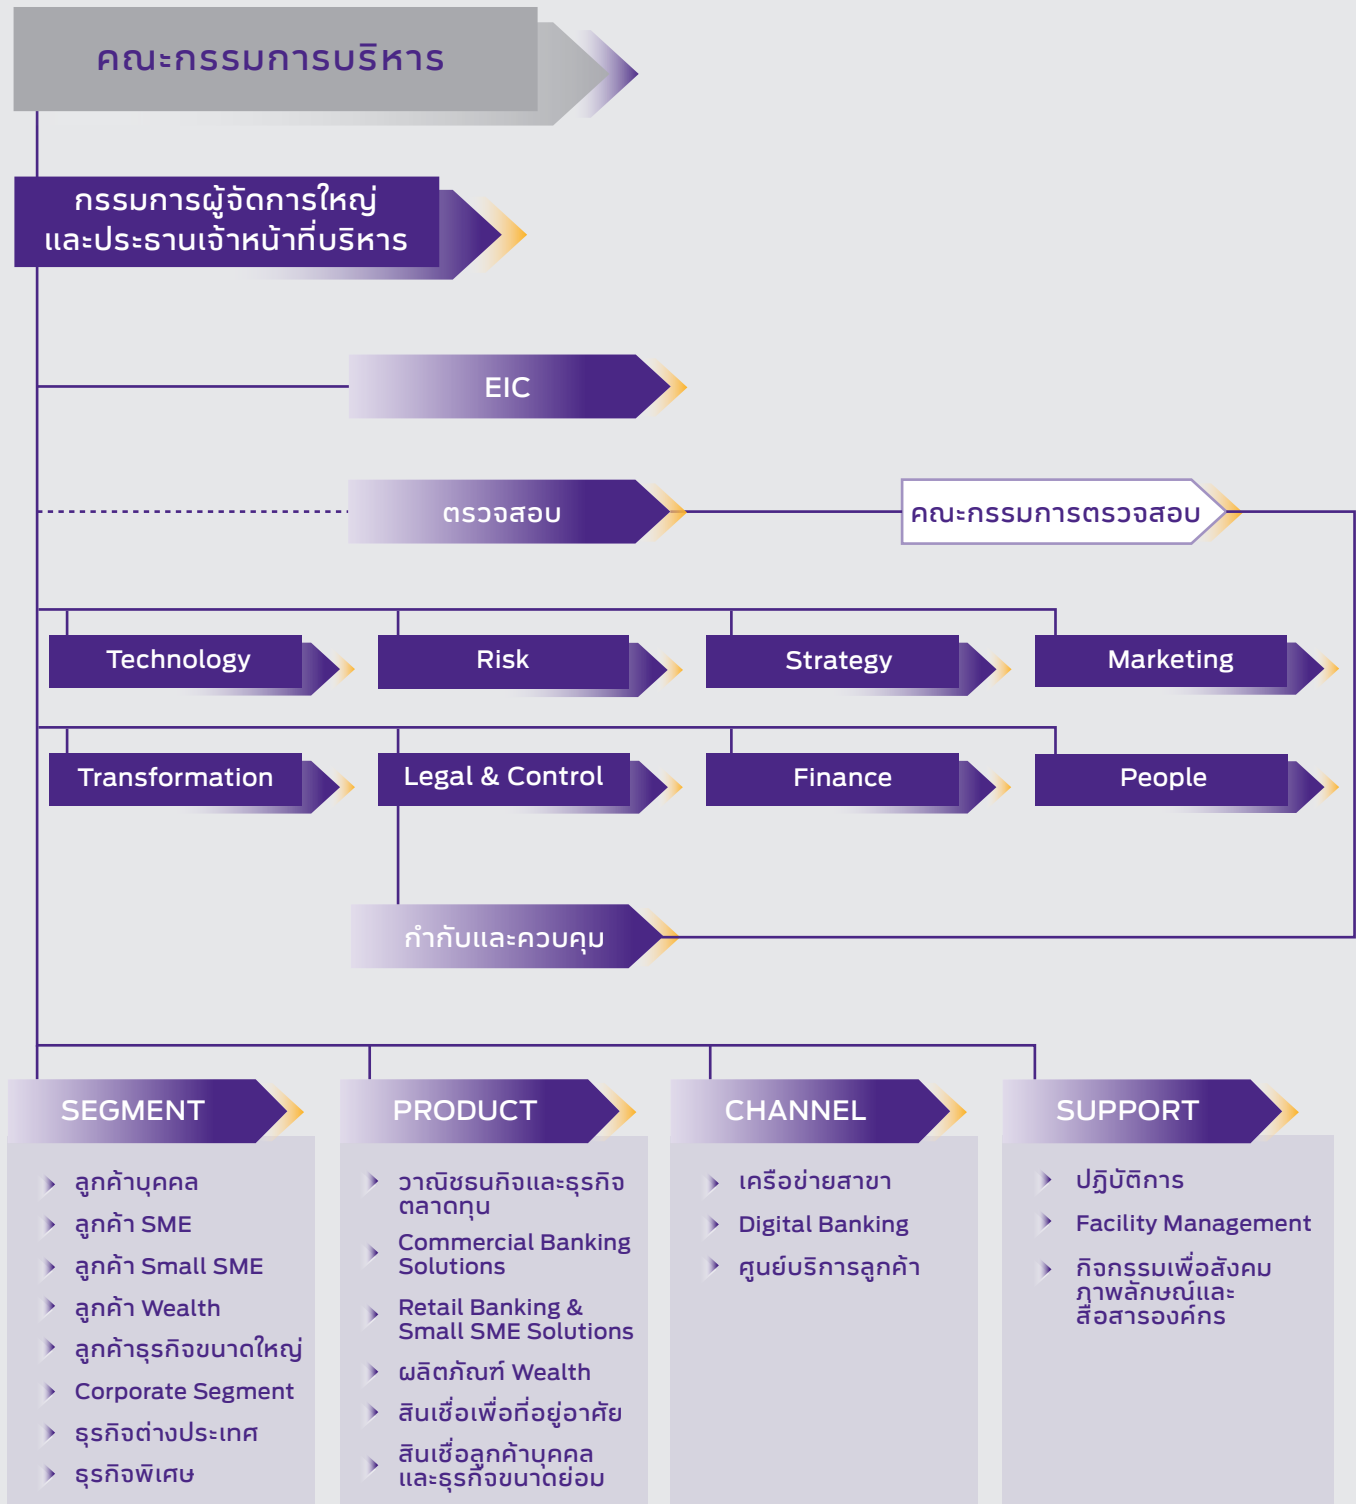 คณะกรรมการบริหาร
กรรมการผู้จัดการใหญ่
และประธานเจ้าหน้าที่บริหาร
EIC
ตรวจสอบ
คณะกรรมการตรวจสอบ
Technology
Risk
Strategy
Marketing
Transformation
Legal & Control
Finance
People
กำกับและควบคุม
SEGMENT
ลูกค้าบุคคล
ลูกค้า SME
ลูกค้า Small SME
ลูกค้า Wealth
ลูกค้าธุรกิจขนาดใหญ่
Corporate Segment
ธุรกิจต่างประเทศ
ธุรกิจพิเศษ
PRODUCT
วาณิชธนกิจและธุรกิจ
ตลาดทุน
Commercial Banking
Solutions
Retail Banking &
Small SME Solutions
ผลิตภัณฑ์ Wealth
สินเชื่อเพื่อที่อยู่อาศัย
สินเชื่อลูกค้าบุคคล
และธุรกิจขนาดย่อม
CHANNEL
เครือข่ายสาขา
Digital Banking
ศูนย์บริการลูกค้า
SUPPORT
ปฏิบัติการ
Facility Management
กิจกรรมเพื่อสังคม
ภาพลักษณ์และ
สื่อสารองค์กร